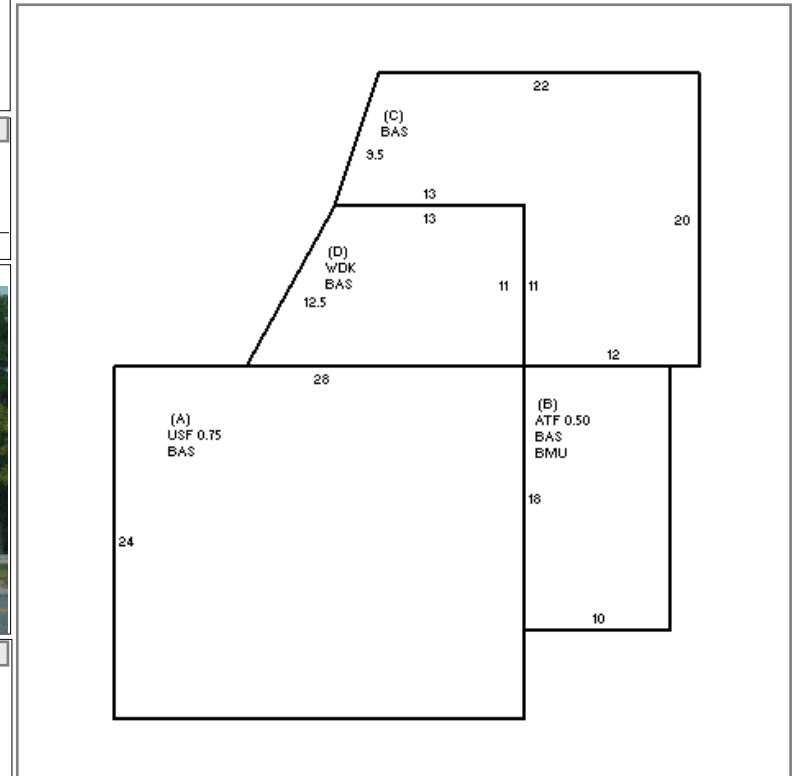 22
(C)
BAS
9.5
13
13
20
(D)
WDK
BAS
12.5
11
11
12
28
(A)
USF 0.75
BAS
(B)
ATF 0.50
BAS
BMU
18
24
10